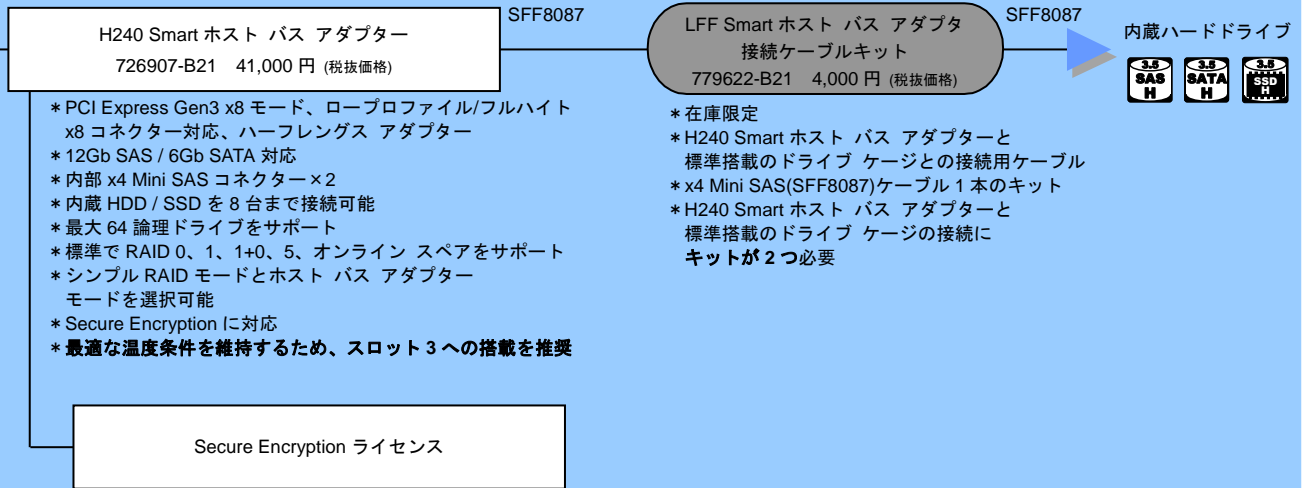 H240 Smart ホスト バス アダプター
726907-B21 41,000 円 (税抜価格)
SFF8087
LFF Smart ホスト バス アダプタ
接続ケーブルキット
779622-B21 4,000 円 (税抜価格)
SFF8087
内蔵ハードドライブ
3.5 SAS H
3.5 SATA H
3.5 SSD H
*PCI Express Gen3 x8 モード、ロープロファイル/フルハイト
x8 コネクター対応、ハーフレングス アダプター
*12Gb SAS / 6Gb SATA 対応
*内部 x4 Mini SAS コネクター×2
*内蔵 HDD / SSD を 8 台まで接続可能
*最大 64 論理ドライブをサポート
*標準で RAID 0、1、1+0、5、オンライン スペアをサポート
*シンプル RAID モードとホスト バス アダプター
モードを選択可能
*Secure Encryption に対応
*最適な温度条件を維持するため、スロット 3 への搭載を推奨
*在庫限定
*H240 Smart ホスト バス アダプターと
標準搭載のドライブ ケージとの接続用ケーブル
*x4 Mini SAS(SFF8087)ケーブル 1 本のキット
*H240 Smart ホスト バス アダプターと
標準搭載のドライブ ケージの接続に
キットが 2 つ必要
Secure Encryption ライセンス